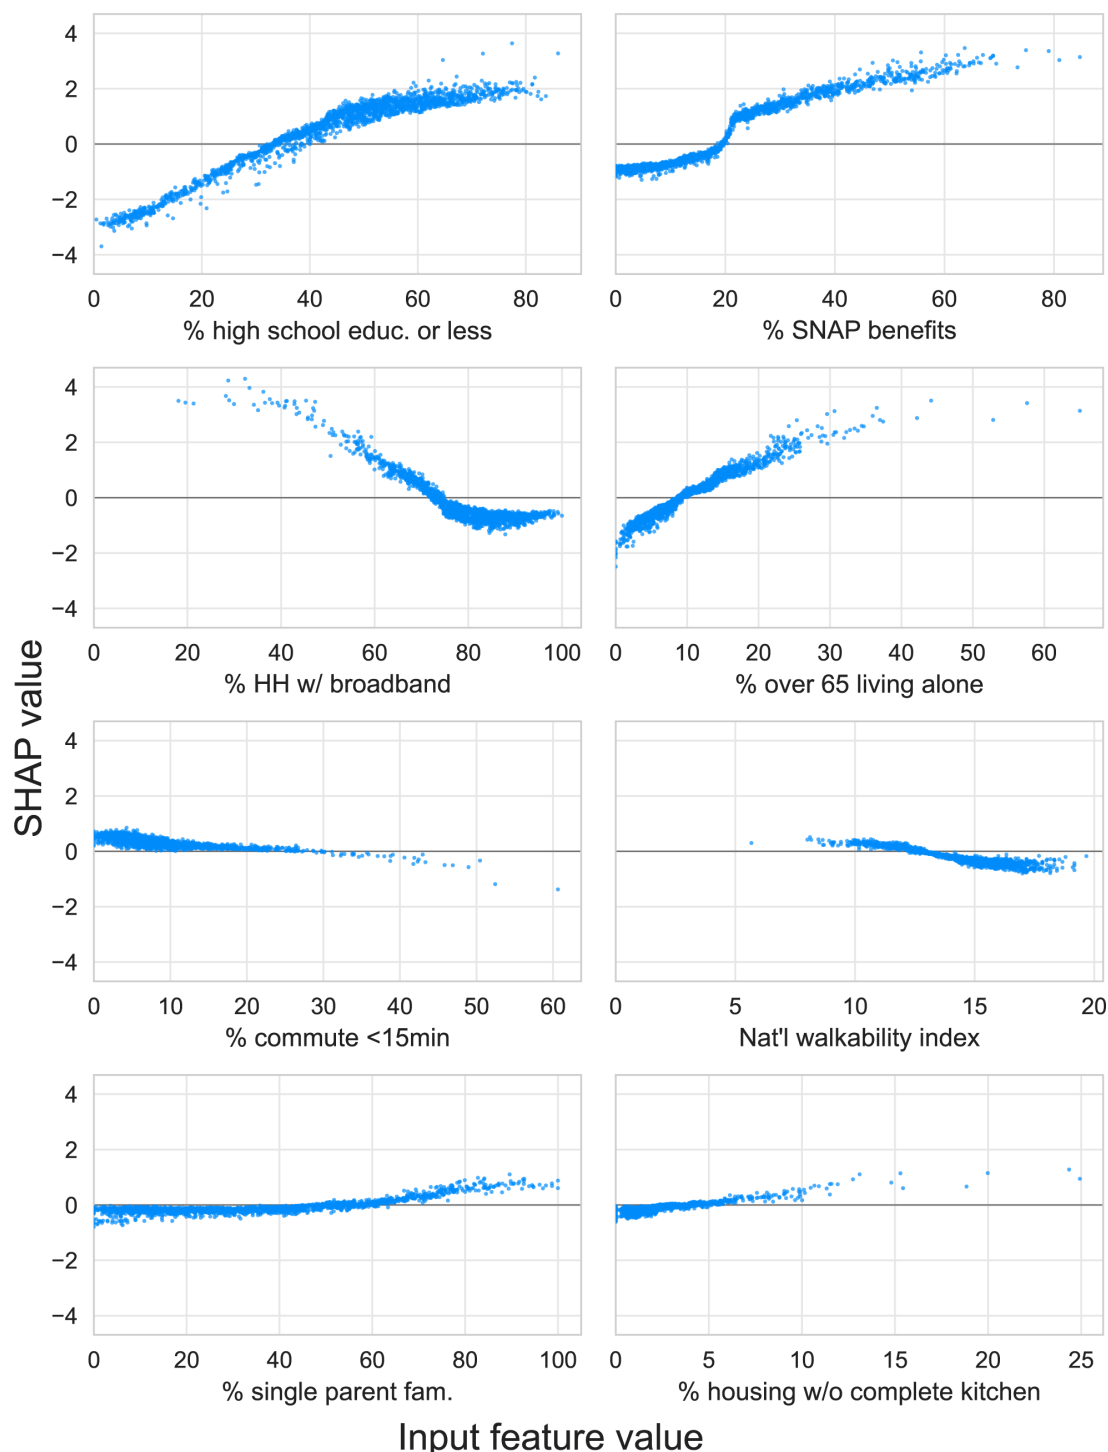 4
2
0
−2
−4
0 20 40 60 80
0 20 40 60 80
% high school educ. or less
% SNAP benefits
4
2
0
−2
−4
0 20 40 60 80 100
0 10 20 30 40 50 60
% HH w/ broadband
% over 65 living alone
SHAP value
4
2
0
−2
−4
0 10 20 30 40 50 60
0 5 10 15 20
% commute <15min
Nat'l walkability index
4
2
0
−2
−4
0 20 40 60 80 100
0 5 10 15 20 25
% single parent fam.
% housing w/o complete kitchen
Input feature value